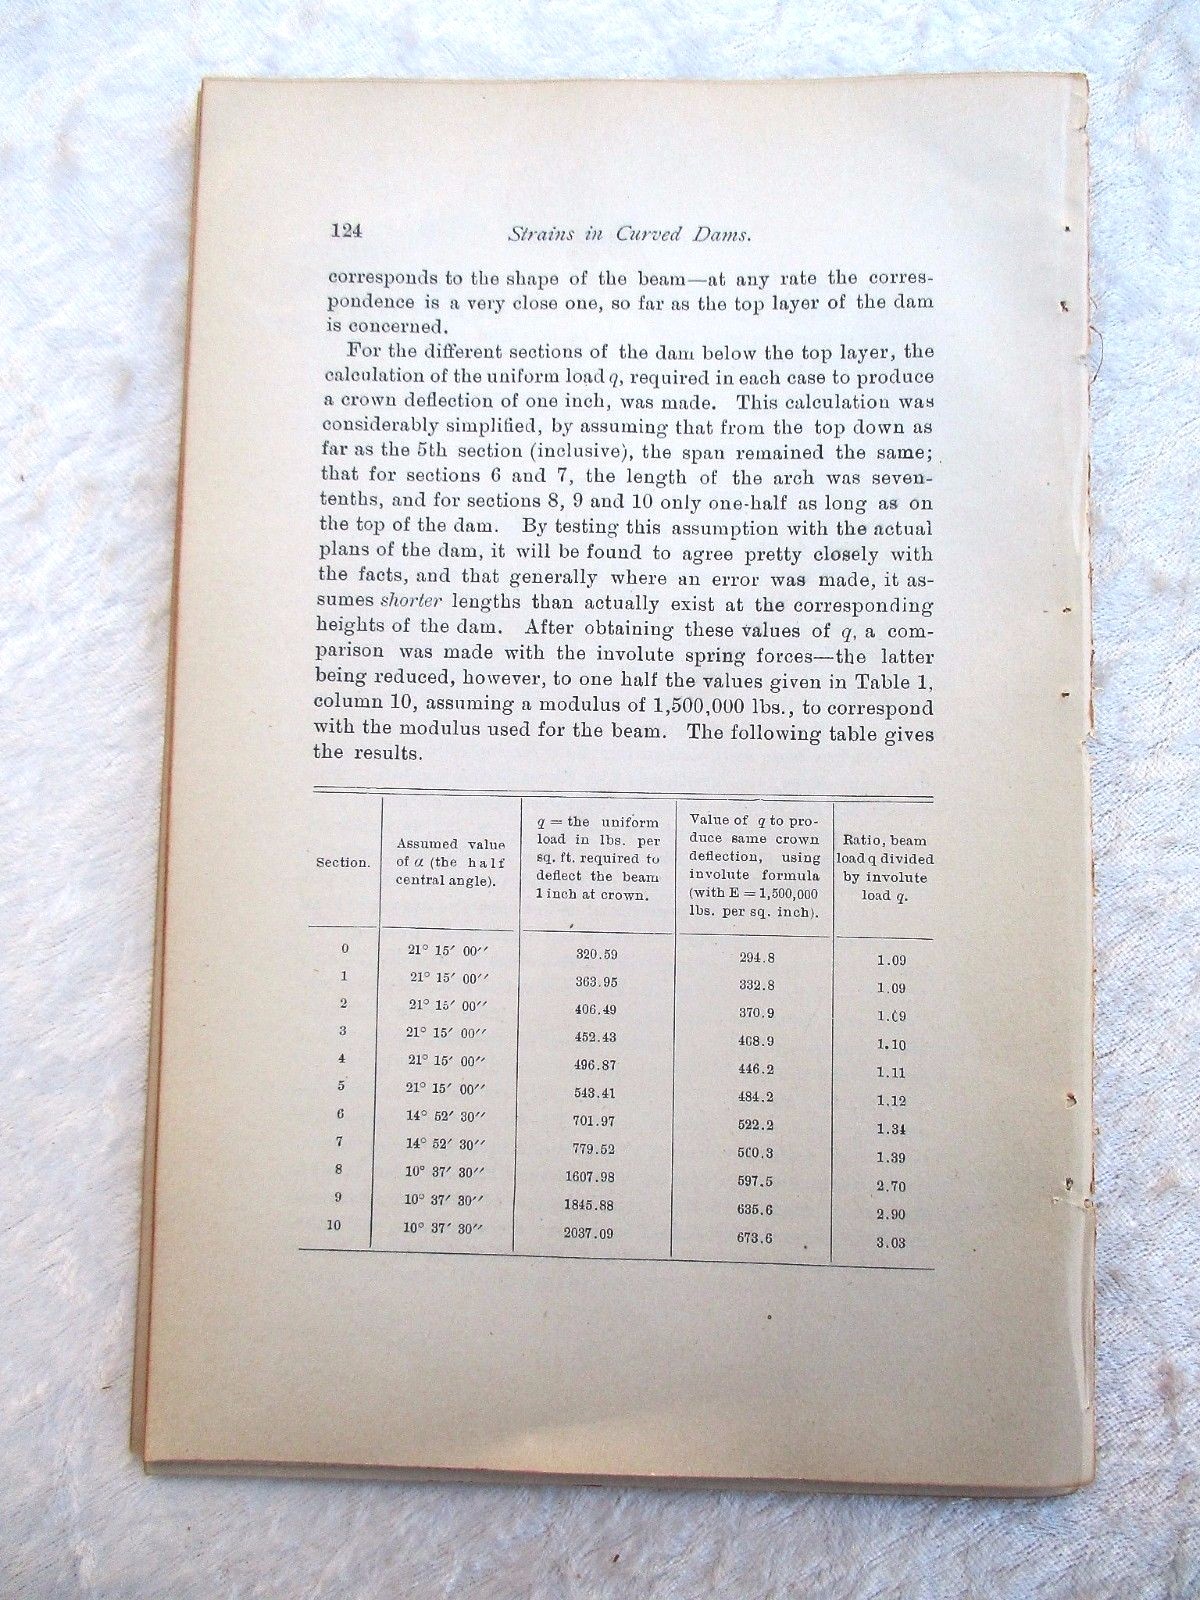 124 Strains in Curved Dams.
corresponds to the shape of the beam—at any rate the corres-
pondence is a very close one, so far as the top layer of the dam
is concerned.
For the different sections of the dam below the top layer, the
calculation of the uniform load q, required in each case to produce
a crown deflection of one inch, was made. This calculation was
considerably simplified, by assuming that from the top down as
far as the 5th section (inclusive), the span remained the same;
that for sections 6 and 7, the length of the arch was seven-
tenths, and for sections 8, 9 and 10 only one-half as long as on
the top of the dam. By testing this assumption with the actual
plans of the dam, it will be found to agree pretty closely with
the facts, and that generally where an error was made, it as-
sumes shorter lengths than actually exist at the corresponding
heights of the dam. After obtaining these values of q, a com-
parison was made with the involute spring forces—the latter
being reduced, however, to one half the values given in Table 1,
column 10, assuming a modulus of 1,500,000 lbs., to correspond
with the modulus used for the beam. The following table gives
the results.
Section.
Assumed value
of α (the half
central angle).
q = the uniform
load in lbs. per
sq. ft. required to
deflect the beam
1 inch at crown.
Value of q to pro-
duce same crown
deflection, using
involute formula
(with E = 1,500,000
lbs. per sq. inch).
Ratio, beam
load q divided
by involute
load q.
0 21° 15′ 00′′ 320.59 294.8 1.09
1 21° 15′ 00′′ 363.95 332.8 1.09
2 21° 15′ 00′′ 406.49 370.9 1.09
3 21° 15′ 00′′ 452.43 408.9 1.10
4 21° 15′ 00′′ 496.87 446.2 1.11
5 21° 15′ 00′′ 543.41 484.2 1.12
6 14° 52′ 30′′ 701.97 522.2 1.34
7 14° 52′ 30′′ 779.52 560.3 1.39
8 10° 37′ 30′′ 1607.98 597.5 2.70
9 10° 37′ 30′′ 1845.88 635.6 2.90
10 10° 37′ 30′′ 2037.09 673.6 3.03